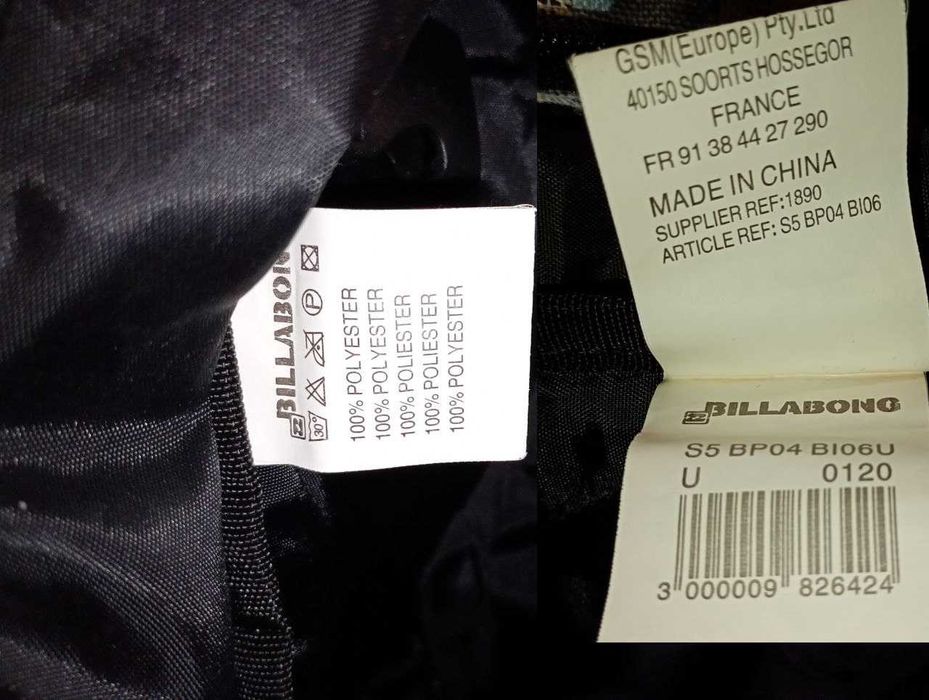 BILLABON
30°
P
100% POLYESTER
100% POLYESTER
100% POLIESTER
100% POLIESTER
100% POLYESTER
GSM(Europe) Pty.Ltd
40150 SOORTS HOSSEGOR
FRANCE
FR 91 38 44 27 290
MADE IN CHINA
SUPPLIER REF:1890
ARTICLE REF: S5 BP04 BI06
BILLABONG
S5 BP04 BI06U
U 0120
3 000009 826424